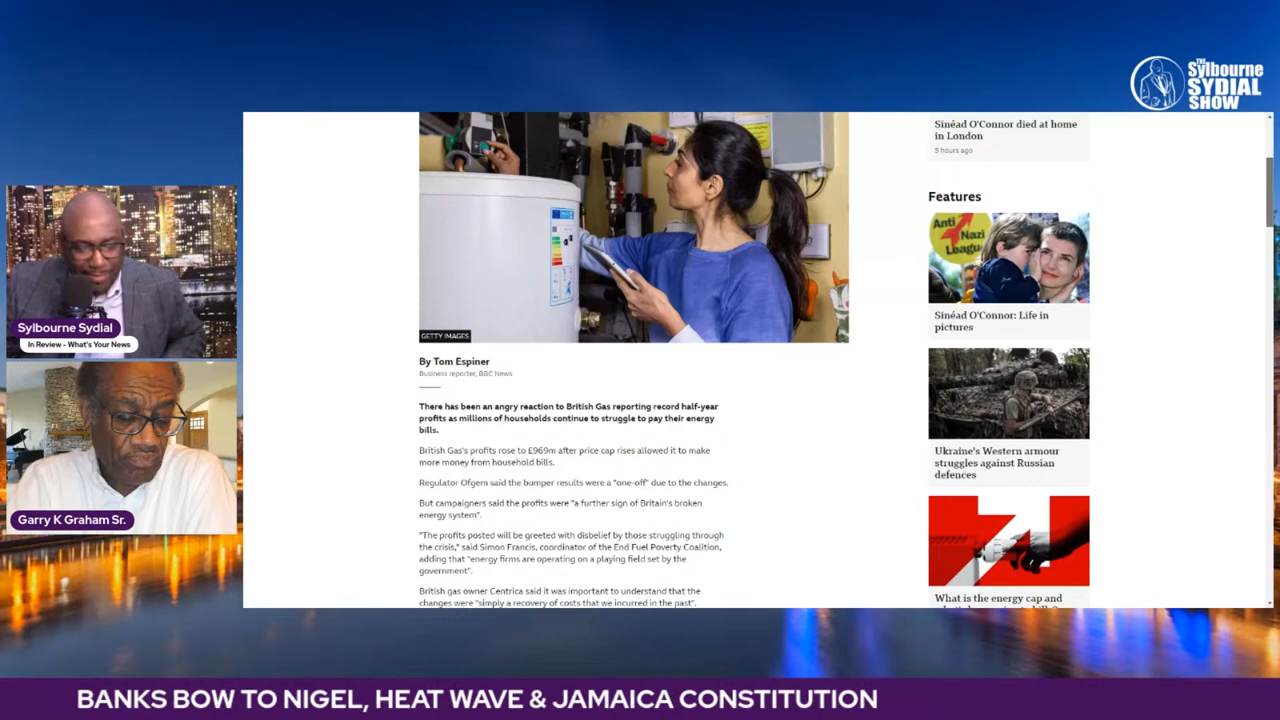 THE
Sylbourne
SYDIAL
SHOW
Sylbourne Sydial
In Review - What's Your News
Garry K Graham Sr.
GETTY IMAGES
By Tom Espiner
Business reporter, BBC News
There has been an angry reaction to British Gas reporting record half-year
profits as millions of households continue to struggle to pay their energy
bills.
British Gas's profits rose to £969m after price cap rises allowed it to make
more money from household bills.
Regulator Ofgem said the bumper results were a "one-off" due to the changes.
But campaigners said the profits were "a further sign of Britain's broken
energy system".
"The profits posted will be greeted with disbelief by those struggling through
the crisis," said Simon Francis, coordinator of the End Fuel Poverty Coalition,
adding that "energy firms are operating on a playing field set by the
government".
British gas owner Centrica said it was important to understand that the
changes were "simply a recovery of costs that we incurred in the past".
Sinéad O'Connor died at home
in London
5 hours ago
Features
Anti
Nazi
League
Sinéad O'Connor: Life in
pictures
Ukraine's Western armour
struggles against Russian
defences
What is the energy cap and
BANKS BOW TO NIGEL, HEAT WAVE & JAMAICA CONSTITUTION